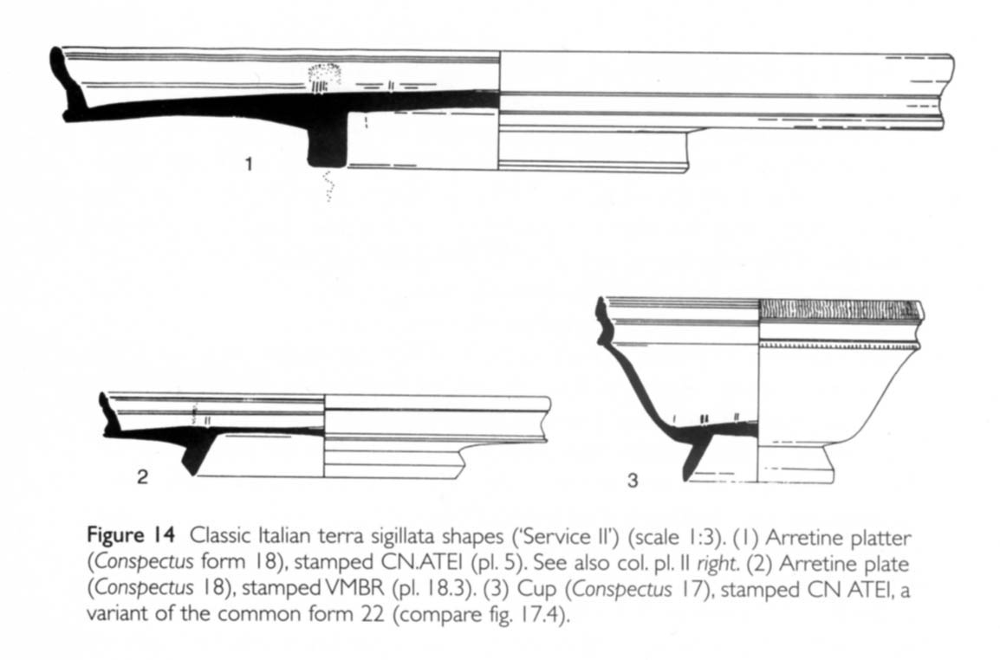 1
2
3
Figure 14 Classic Italian terra sigillata shapes (‘Service II’) (scale 1:3). (1) Arretine platter
(Conspectus form 18), stamped CN.ATEI (pl. 5). See also col. pl. II right. (2) Arretine plate
(Conspectus 18), stamped VMBR (pl. 18.3). (3) Cup (Conspectus 17), stamped CN ATEI, a
variant of the common form 22 (compare fig. 17.4).